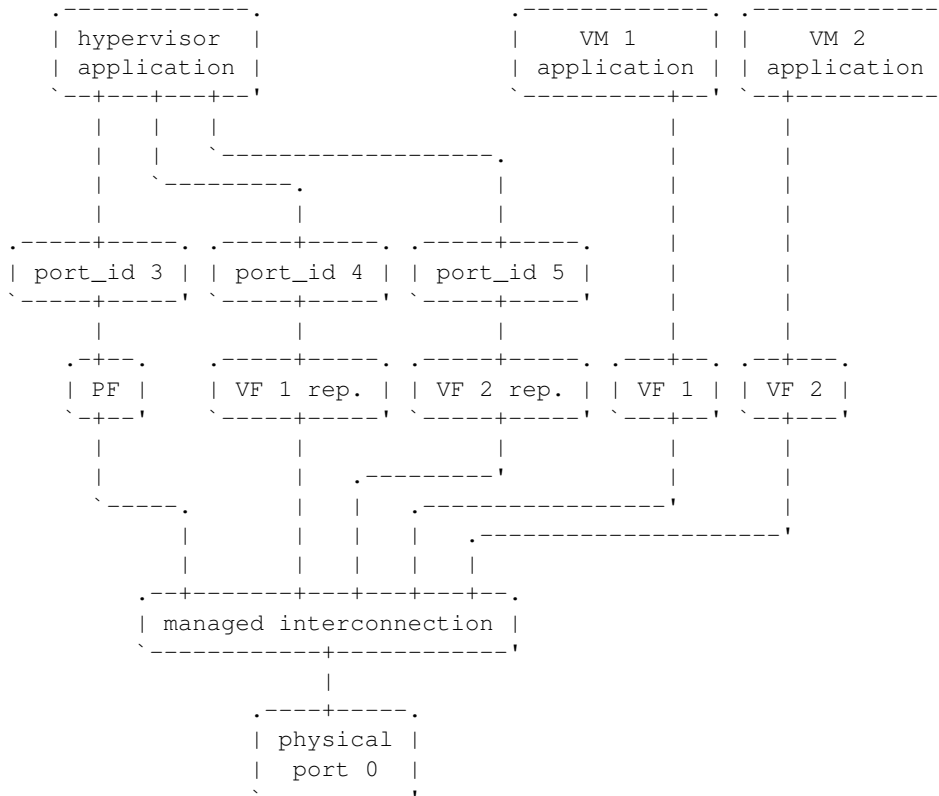 hypervisor
application
VM 1
application
VM 2
application
port_id 3
port_id 4
port_id 5
PF
VF 1 rep.
VF 2 rep.
VF 1
VF 2
managed interconnection
physical
port 0